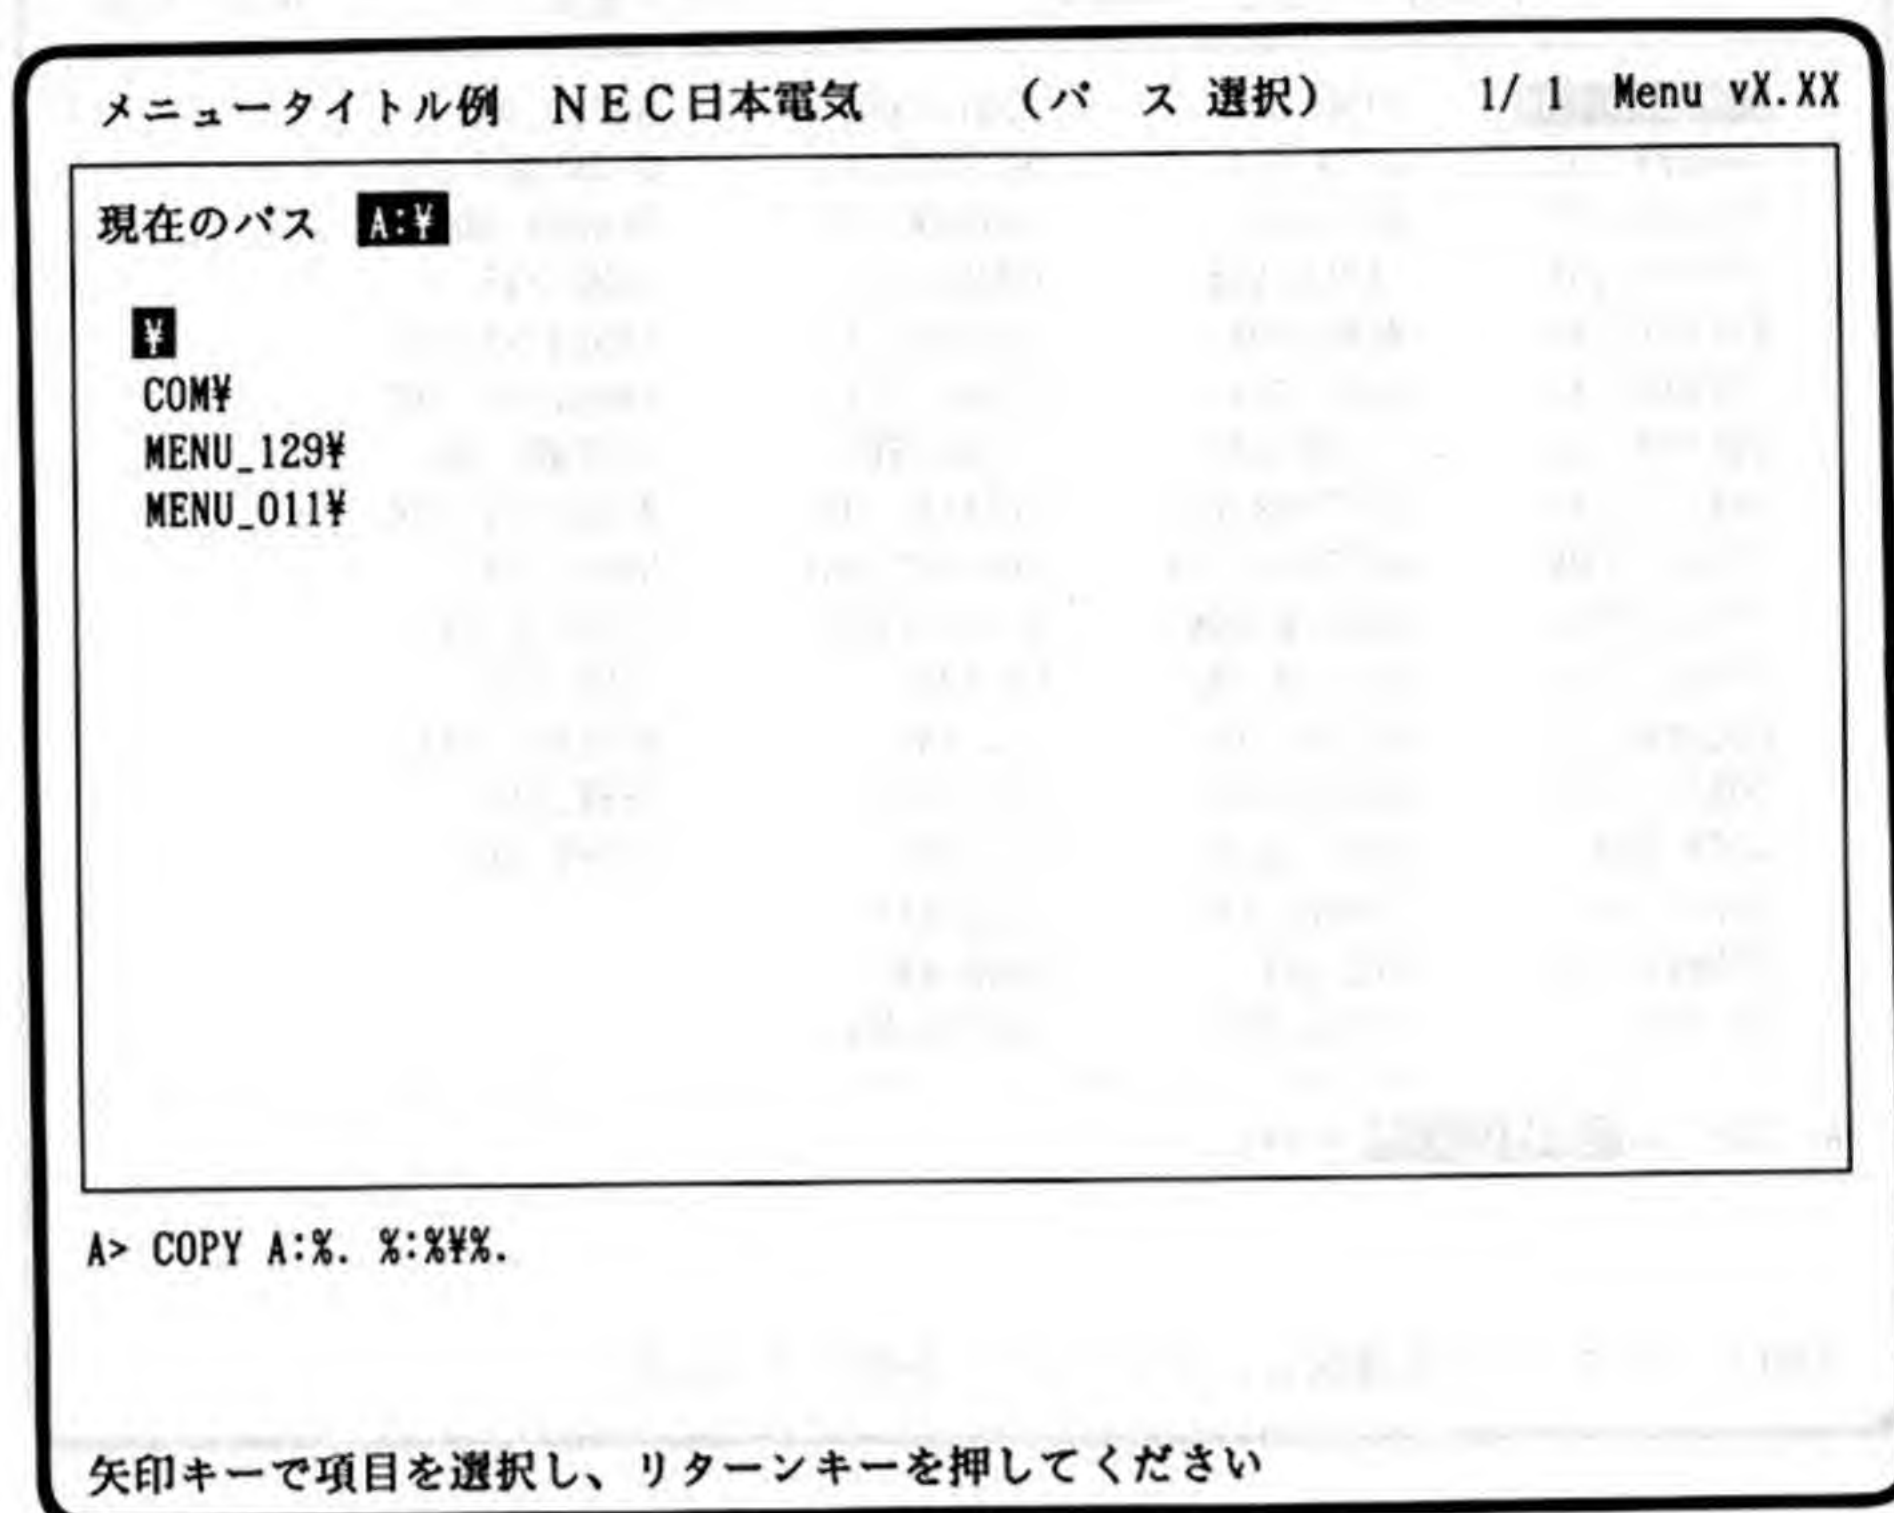 メニュータイトル例　ＮＥＣ日本電気　　　（パ　ス 選択）　　1/ 1  Menu vX.XX
現在のパス  A:¥
¥
COM¥
MENU_129¥
MENU_011¥
A> COPY A:%. %:%¥%.
矢印キーで項目を選択し、リターンキーを押してください